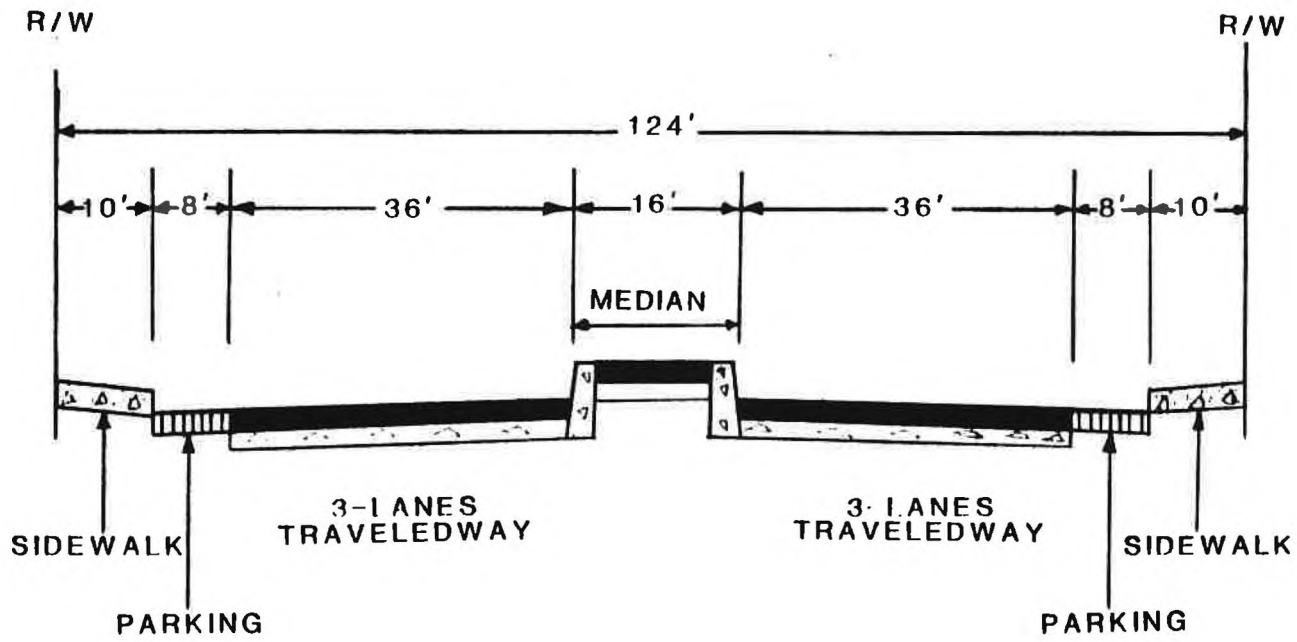 R/W R/W
124'
10' 8' 36' 16' 36' 8' 10'
MEDIAN
3-LANES
TRAVELEDWAY
3-LANES
TRAVELEDWAY
SIDEWALK SIDEWALK
PARKING PARKING